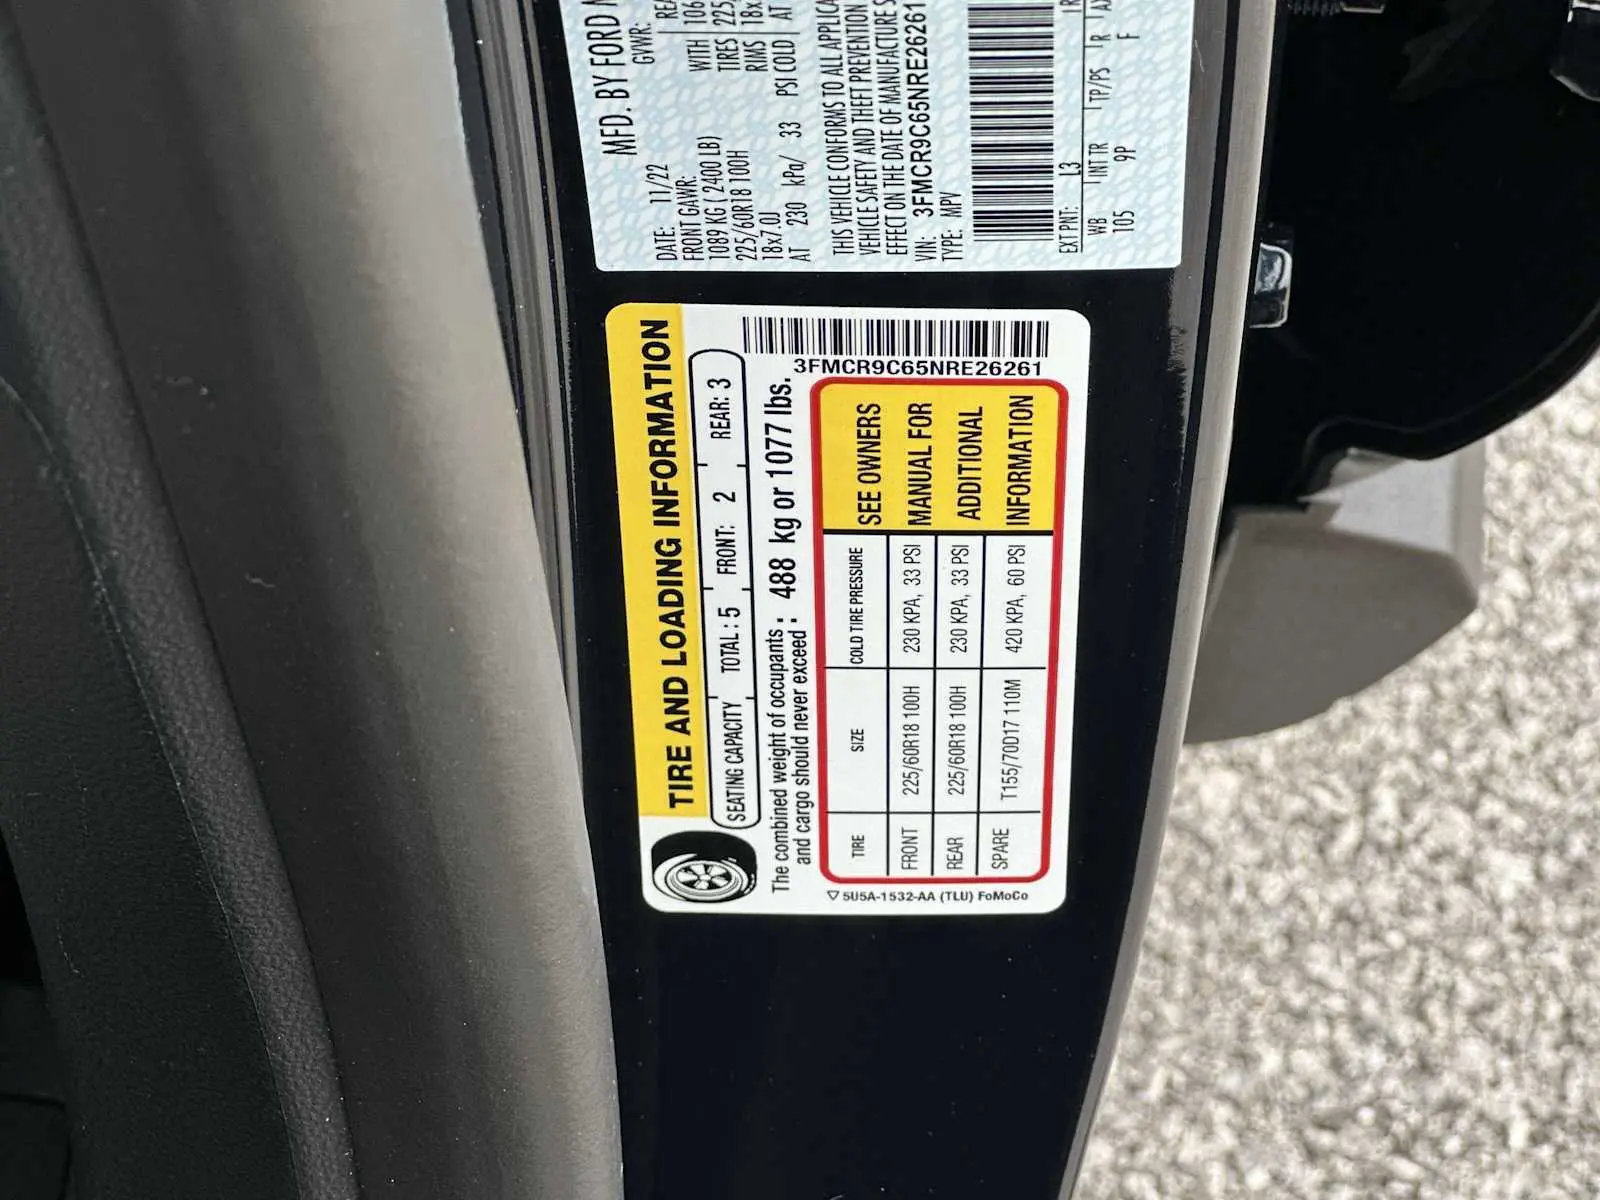 MFD. BY FORD
DATE: 11/22
GVWR:
FRONT GAWR:
1089 KG ( 2400 LB)
WITH
225/60R18 100H
TIRES
18x7.0J
RIMS
AT 230 kPa/ 33 PSI COLD AT
THIS VEHICLE CONFORMS TO ALL
VEHICLE SAFETY AND THEFT PREVENTION
EFFECT ON THE DATE OF MANUFACTURE
VIN: 3FMCR9C65NRE26261
TYPE: MPV
EXT PNT: L3
WB INT TR TP/PS R
105 9P F
3FMCR9C65NRE26261
TIRE AND LOADING INFORMATION
SEATING CAPACITY TOTAL: 5 FRONT: 2 REAR: 3
The combined weight of occupants
and cargo should never exceed : 488 kg or 1077 lbs.
TIRE SIZE COLD TIRE PRESSURE SEE OWNERS
FRONT 225/60R18 100H 230 KPA, 33 PSI MANUAL FOR
REAR 225/60R18 100H 230 KPA, 33 PSI ADDITIONAL
SPARE T155/70D17 110M 420 KPA, 60 PSI INFORMATION
5U5A-1532-AA (TLU) FoMoCo